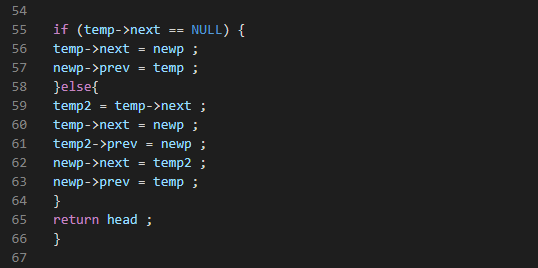 54
55 if (temp->next == NULL) {
56 temp->next = newp ;
57 newp->prev = temp ;
58 }else{
59 temp2 = temp->next ;
60 temp->next = newp ;
61 temp2->prev = newp ;
62 newp->next = temp2 ;
63 newp->prev = temp ;
64 }
65 return head ;
66 }
67